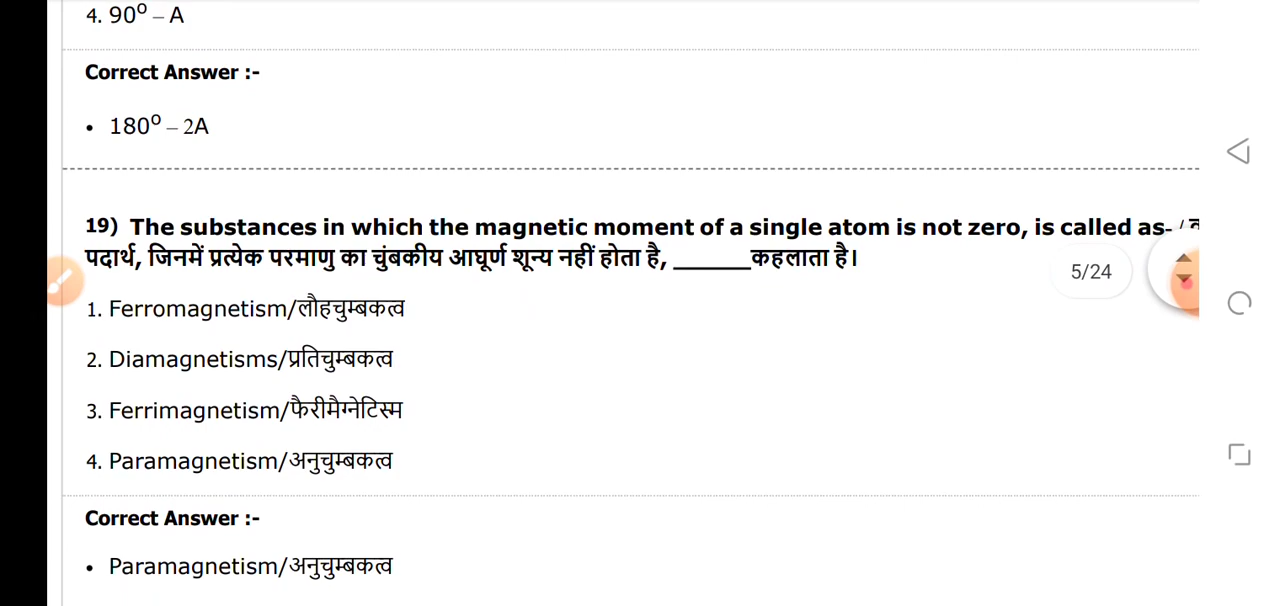 4. 90⁰ – A
Correct Answer :-
• 180⁰ – 2A
19) The substances in which the magnetic moment of a single atom is not zero, is called as- /
पदार्थ, जिनमें प्रत्येक परमाणु का चुंबकीय आघूर्ण शून्य नहीं होता है, ______कहलाता है।
5/24
1. Ferromagnetism/लौहचुम्बकत्व
2. Diamagnetisms/प्रतिचुम्बकत्व
3. Ferrimagnetism/फैरीमैग्नेटिस्म
4. Paramagnetism/अनुचुम्बकत्व
Correct Answer :-
• Paramagnetism/अनुचुम्बकत्व